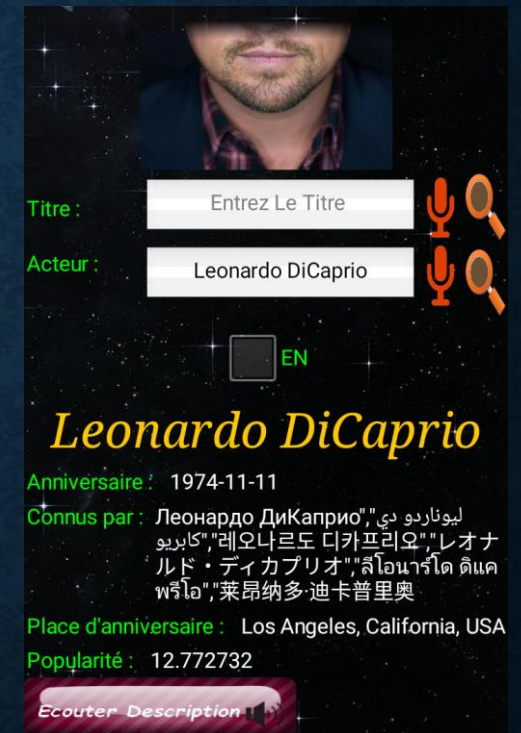 Titre :
Entrez Le Titre
Acteur :
Leonardo DiCaprio
EN
Leonardo DiCaprio
Anniversaire : 1974-11-11
Connus par : Леонардо ДиКаприо","ليوناردو دي
كابريو","레오나르도 디카프리오","レオナ
ルド・ディカプリオ","ลีโอนาร์โด ดิแค
พรีโอ","莱昂纳多·迪卡普里奥
Place d'anniversaire : Los Angeles, California, USA
Popularité : 12.772732
Ecouter Description